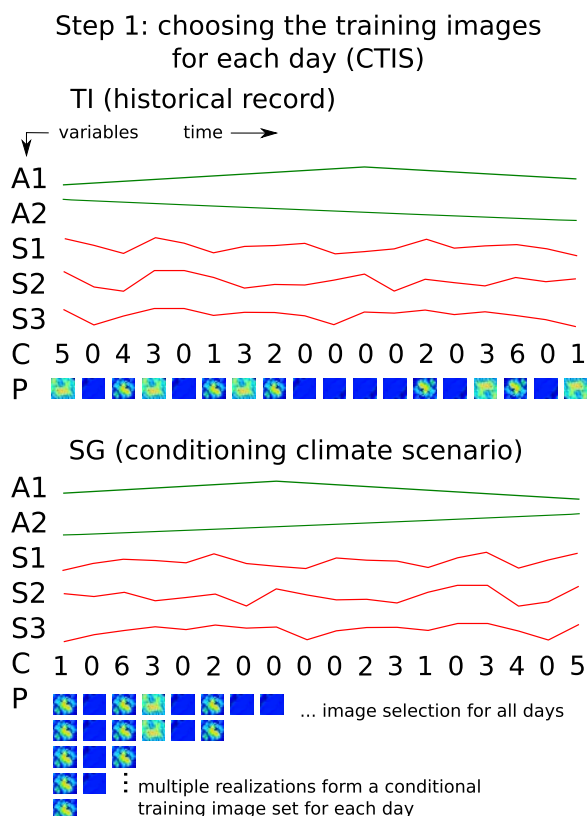 Step 1: choosing the training images
for each day (CTIS)
TI (historical record)
variables time
A1
A2
S1
S2
S3
C 5 0 4 3 0 1 3 2 0 0 0 0 2 0 3 6 0 1
P
SG (conditioning climate scenario)
A1
A2
S1
S2
S3
C 1 0 6 3 0 2 0 0 0 0 2 3 1 0 3 4 0 5
P
... image selection for all days
multiple realizations form a conditional
training image set for each day